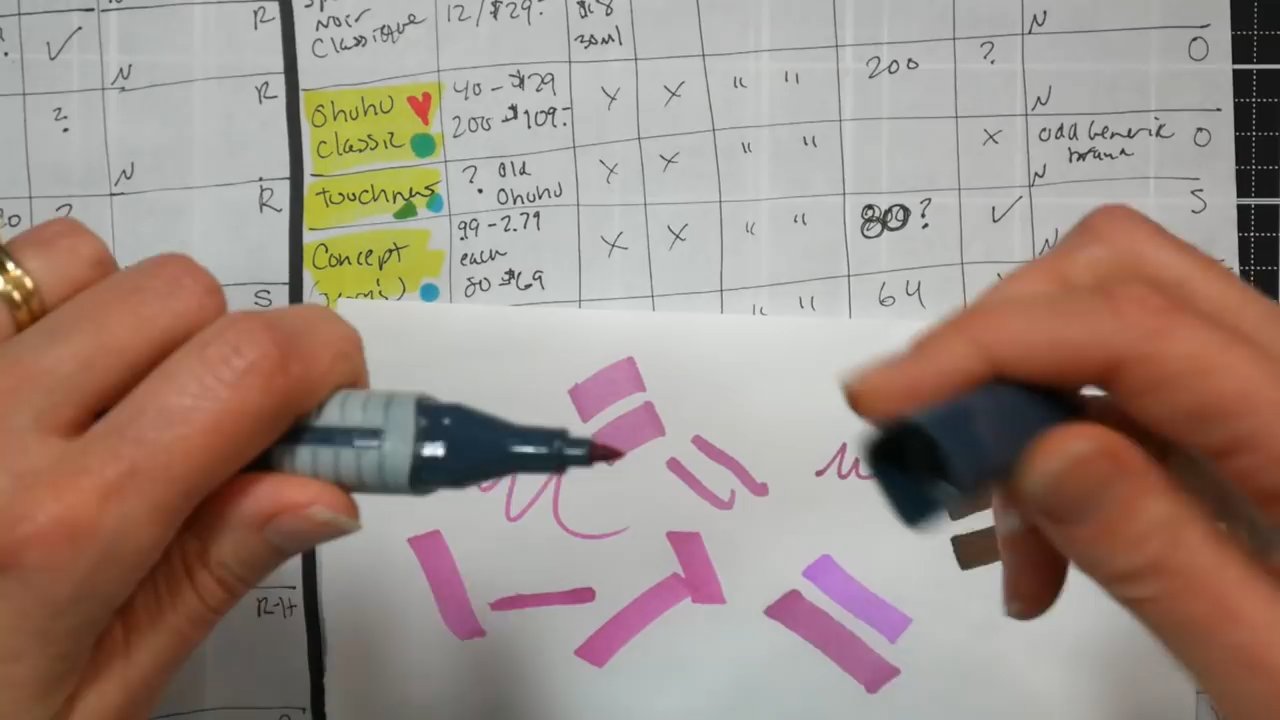 R
Noir
Classique
12/$29.
30ml
N
N
200
?
O
R
?
Ohuhu
Classic
40 - $29
200 $109.
X X " "
N
N
touchnew
? Old
Ohuhu
X X " "
X
odd generic
brand
O
N
R
?
Concept
99 - 2.79
each
80 $69
X X " "
80?
✓
S
N
S
" "
64
R-H